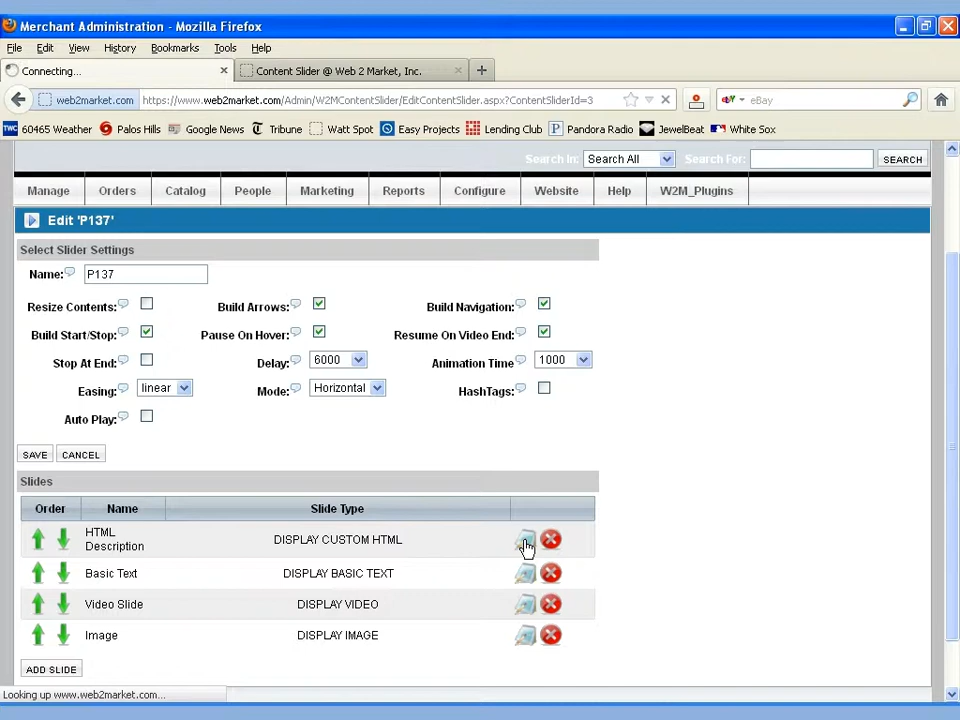 Merchant Administration - Mozilla Firefox
File Edit View History Bookmarks Tools Help
Connecting...
Content Slider @ Web 2 Market, Inc.
web2market.com https://www.web2market.com/Admin/W2MContentSlider/EditContentSlider.aspx?ContentSliderId=3 eBay
TWC 60465 Weather Palos Hills Google News Tribune Watt Spot Easy Projects Lending Club Pandora Radio JewelBeat White Sox
Search In: Search All Search For: SEARCH
Manage Orders Catalog People Marketing Reports Configure Website Help W2M_Plugins
Edit 'P137'
Select Slider Settings
Name: P137
Resize Contents: Build Arrows: Build Navigation:
Build Start/Stop: Pause On Hover: Resume On Video End:
Stop At End: Delay: 6000 Animation Time 1000
Easing: linear Mode: Horizontal HashTags:
Auto Play:
SAVE CANCEL
Slides
Order Name Slide Type
HTML Description DISPLAY CUSTOM HTML
Basic Text DISPLAY BASIC TEXT
Video Slide DISPLAY VIDEO
Image DISPLAY IMAGE
ADD SLIDE
Looking up www.web2market.com...